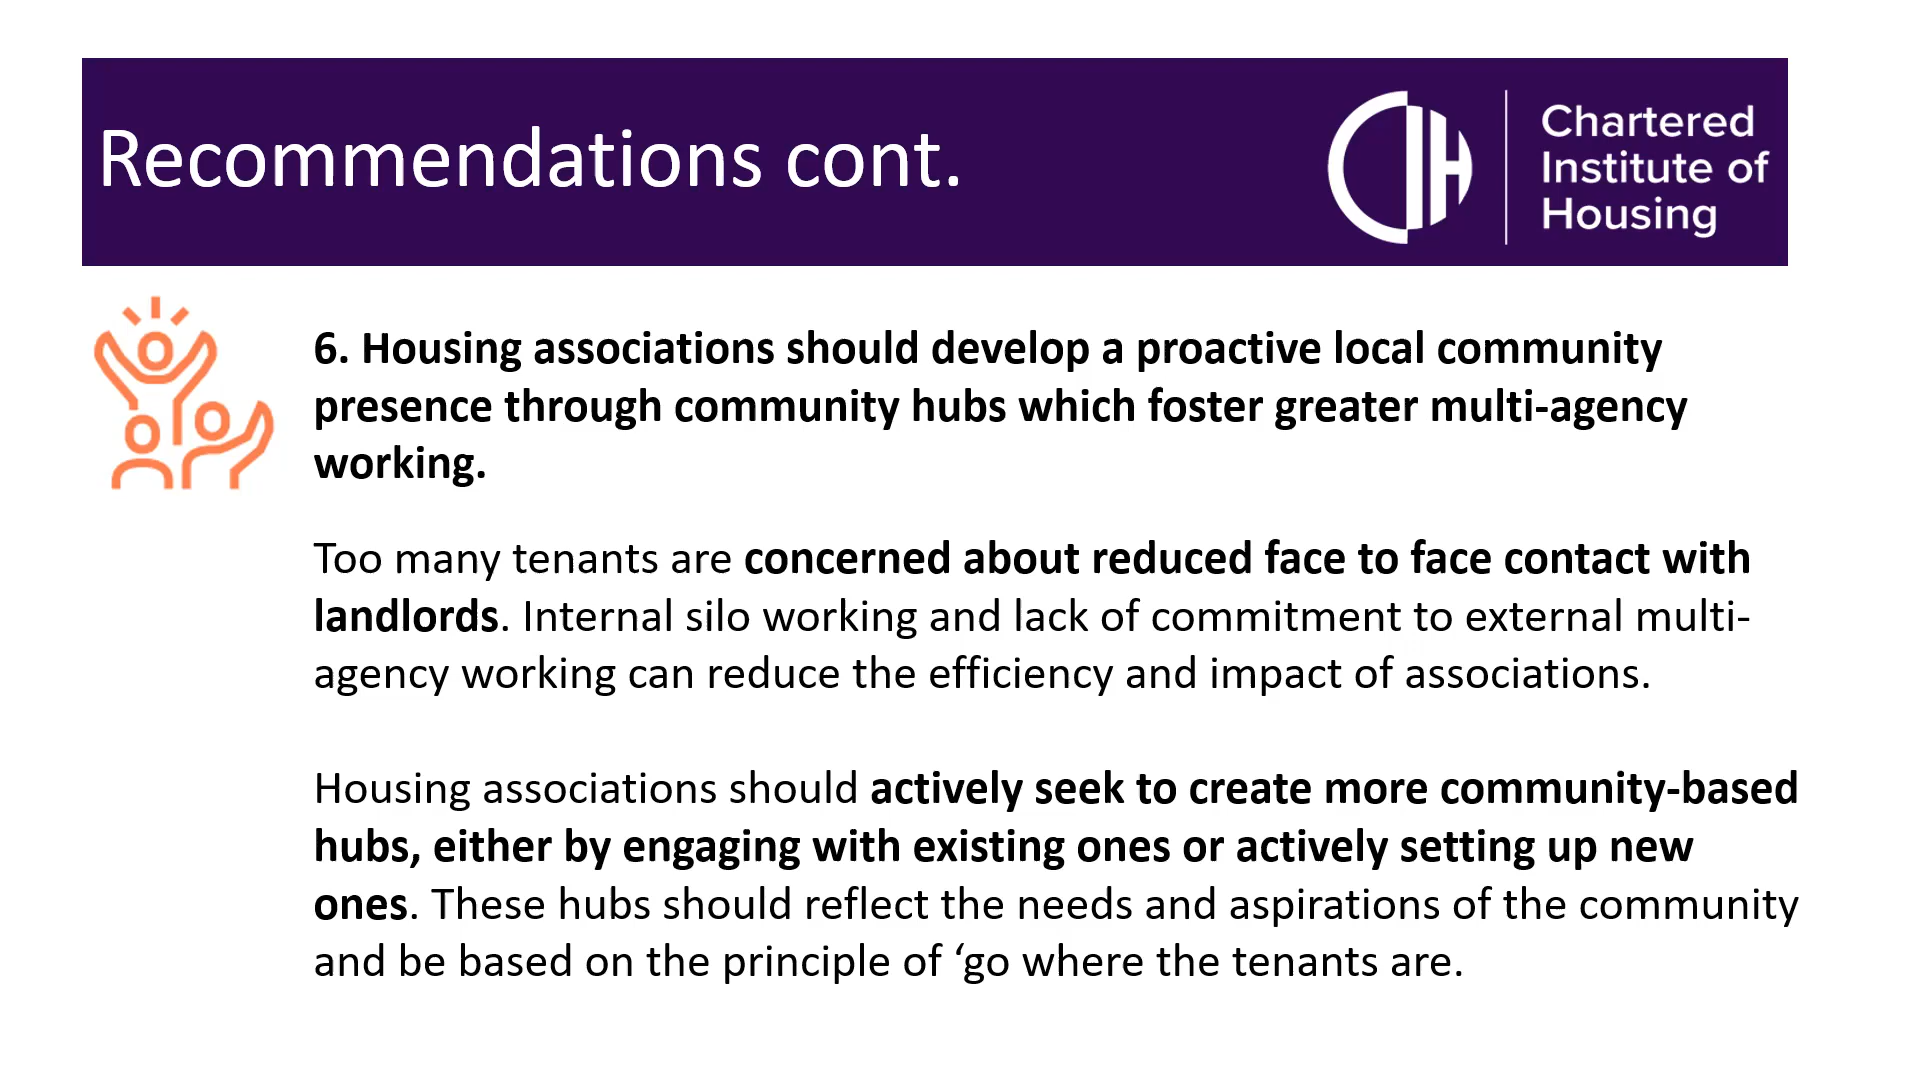 Recommendations cont.
Chartered
Institute of
Housing
6. Housing associations should develop a proactive local community
presence through community hubs which foster greater multi-agency
working.
Too many tenants are concerned about reduced face to face contact with
landlords. Internal silo working and lack of commitment to external multi-
agency working can reduce the efficiency and impact of associations.
Housing associations should actively seek to create more community-based
hubs, either by engaging with existing ones or actively setting up new
ones. These hubs should reflect the needs and aspirations of the community
and be based on the principle of ‘go where the tenants are.